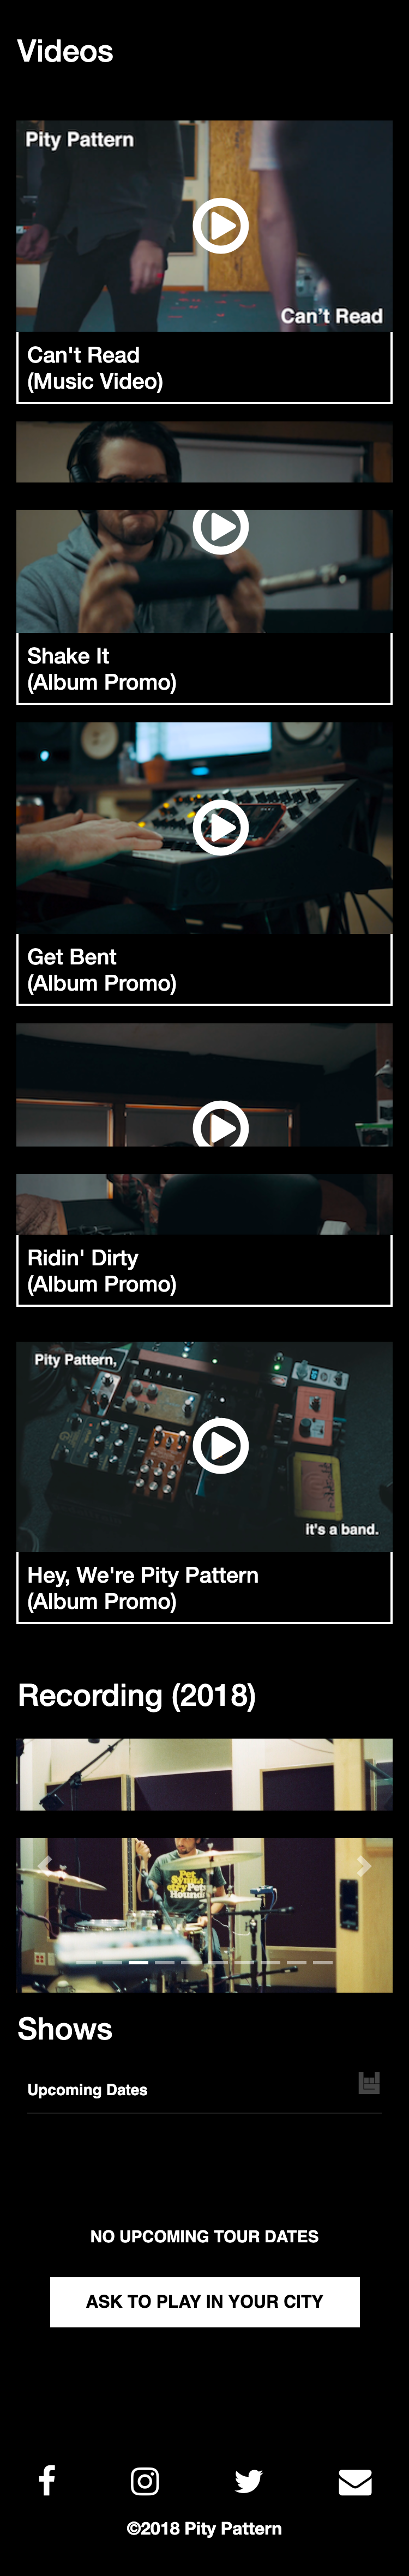 Videos
Pity Pattern
Can't Read
Can't Read
(Music Video)
Shake It
(Album Promo)
Get Bent
(Album Promo)
Ridin' Dirty
(Album Promo)
Pity Pattern,
it's a band.
Hey, We're Pity Pattern
(Album Promo)
Recording (2018)
Pet
Hound
Shows
Upcoming Dates
NO UPCOMING TOUR DATES
ASK TO PLAY IN YOUR CITY
©2018 Pity Pattern